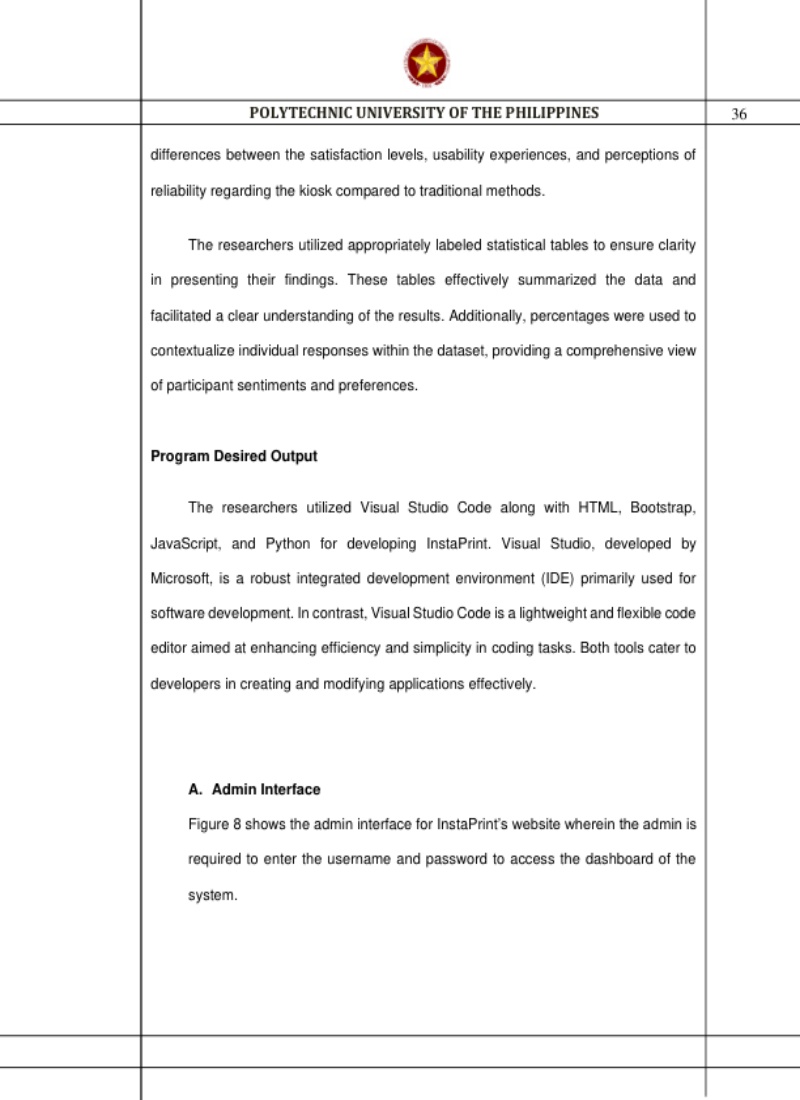 POLYTECHNIC UNIVERSITY OF THE PHILIPPINES 36
differences between the satisfaction levels, usability experiences, and perceptions of
reliability regarding the kiosk compared to traditional methods.
The researchers utilized appropriately labeled statistical tables to ensure clarity
in presenting their findings. These tables effectively summarized the data and
facilitated a clear understanding of the results. Additionally, percentages were used to
contextualize individual responses within the dataset, providing a comprehensive view
of participant sentiments and preferences.
Program Desired Output
The researchers utilized Visual Studio Code along with HTML, Bootstrap,
JavaScript, and Python for developing InstaPrint. Visual Studio, developed by
Microsoft, is a robust integrated development environment (IDE) primarily used for
software development. In contrast, Visual Studio Code is a lightweight and flexible code
editor aimed at enhancing efficiency and simplicity in coding tasks. Both tools cater to
developers in creating and modifying applications effectively.
A. Admin Interface
Figure 8 shows the admin interface for InstaPrint's website wherein the admin is
required to enter the username and password to access the dashboard of the
system.